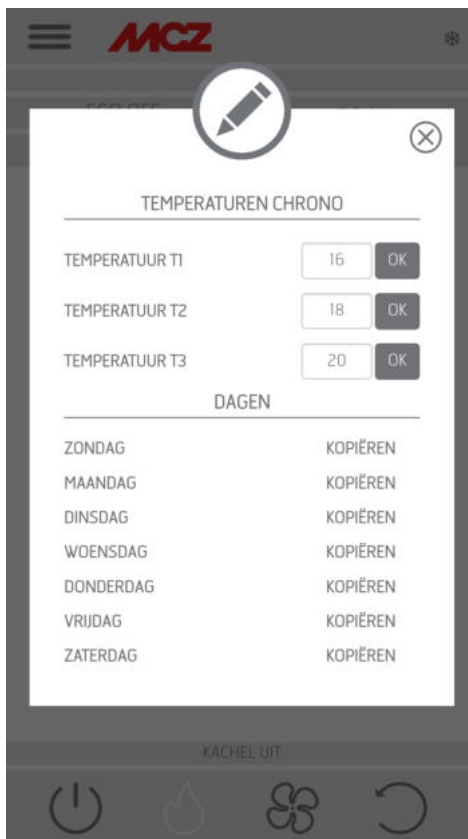 MCZ
TEMPERATUREN CHRONO
TEMPERATUUR T1 16 OK
TEMPERATUUR T2 18 OK
TEMPERATUUR T3 20 OK
DAGEN
ZONDAG KOPIËREN
MAANDAG KOPIËREN
DINSDAG KOPIËREN
WOENSDAG KOPIËREN
DONDERDAG KOPIËREN
VRIJDAG KOPIËREN
ZATERDAG KOPIËREN
KACHEL UIT